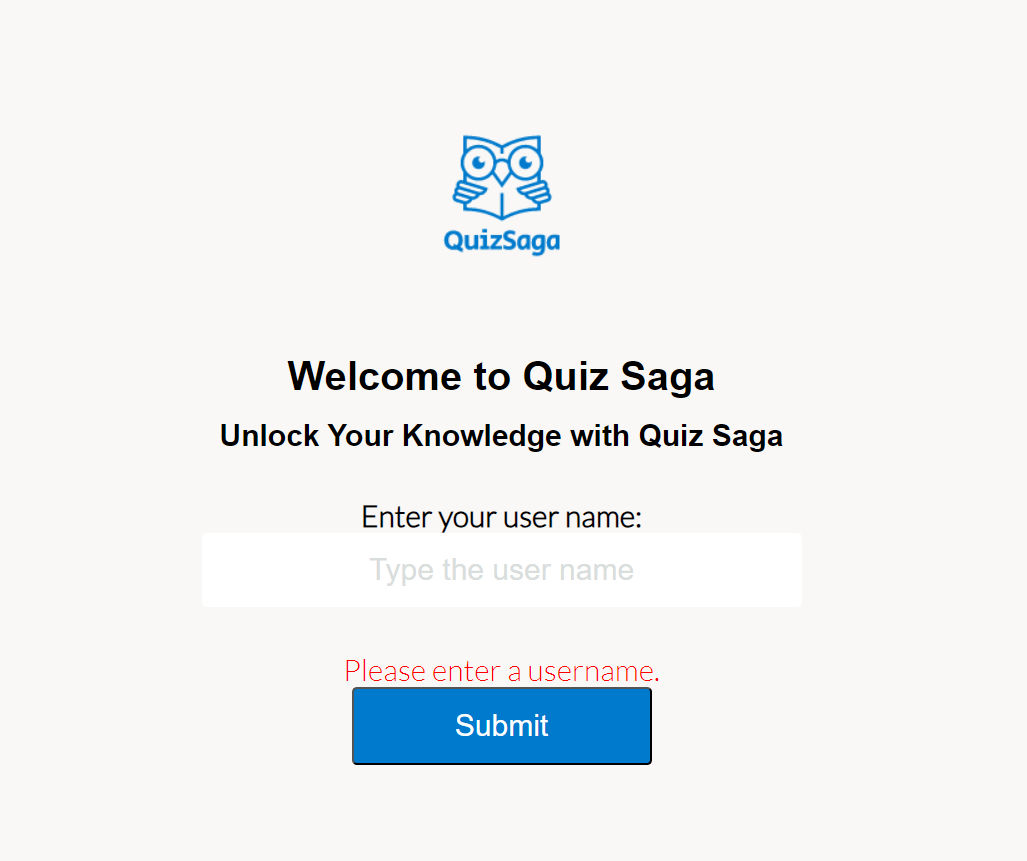 QuizSaga
Welcome to Quiz Saga
Unlock Your Knowledge with Quiz Saga
Enter your user name:
Type the user name
Please enter a username.
Submit